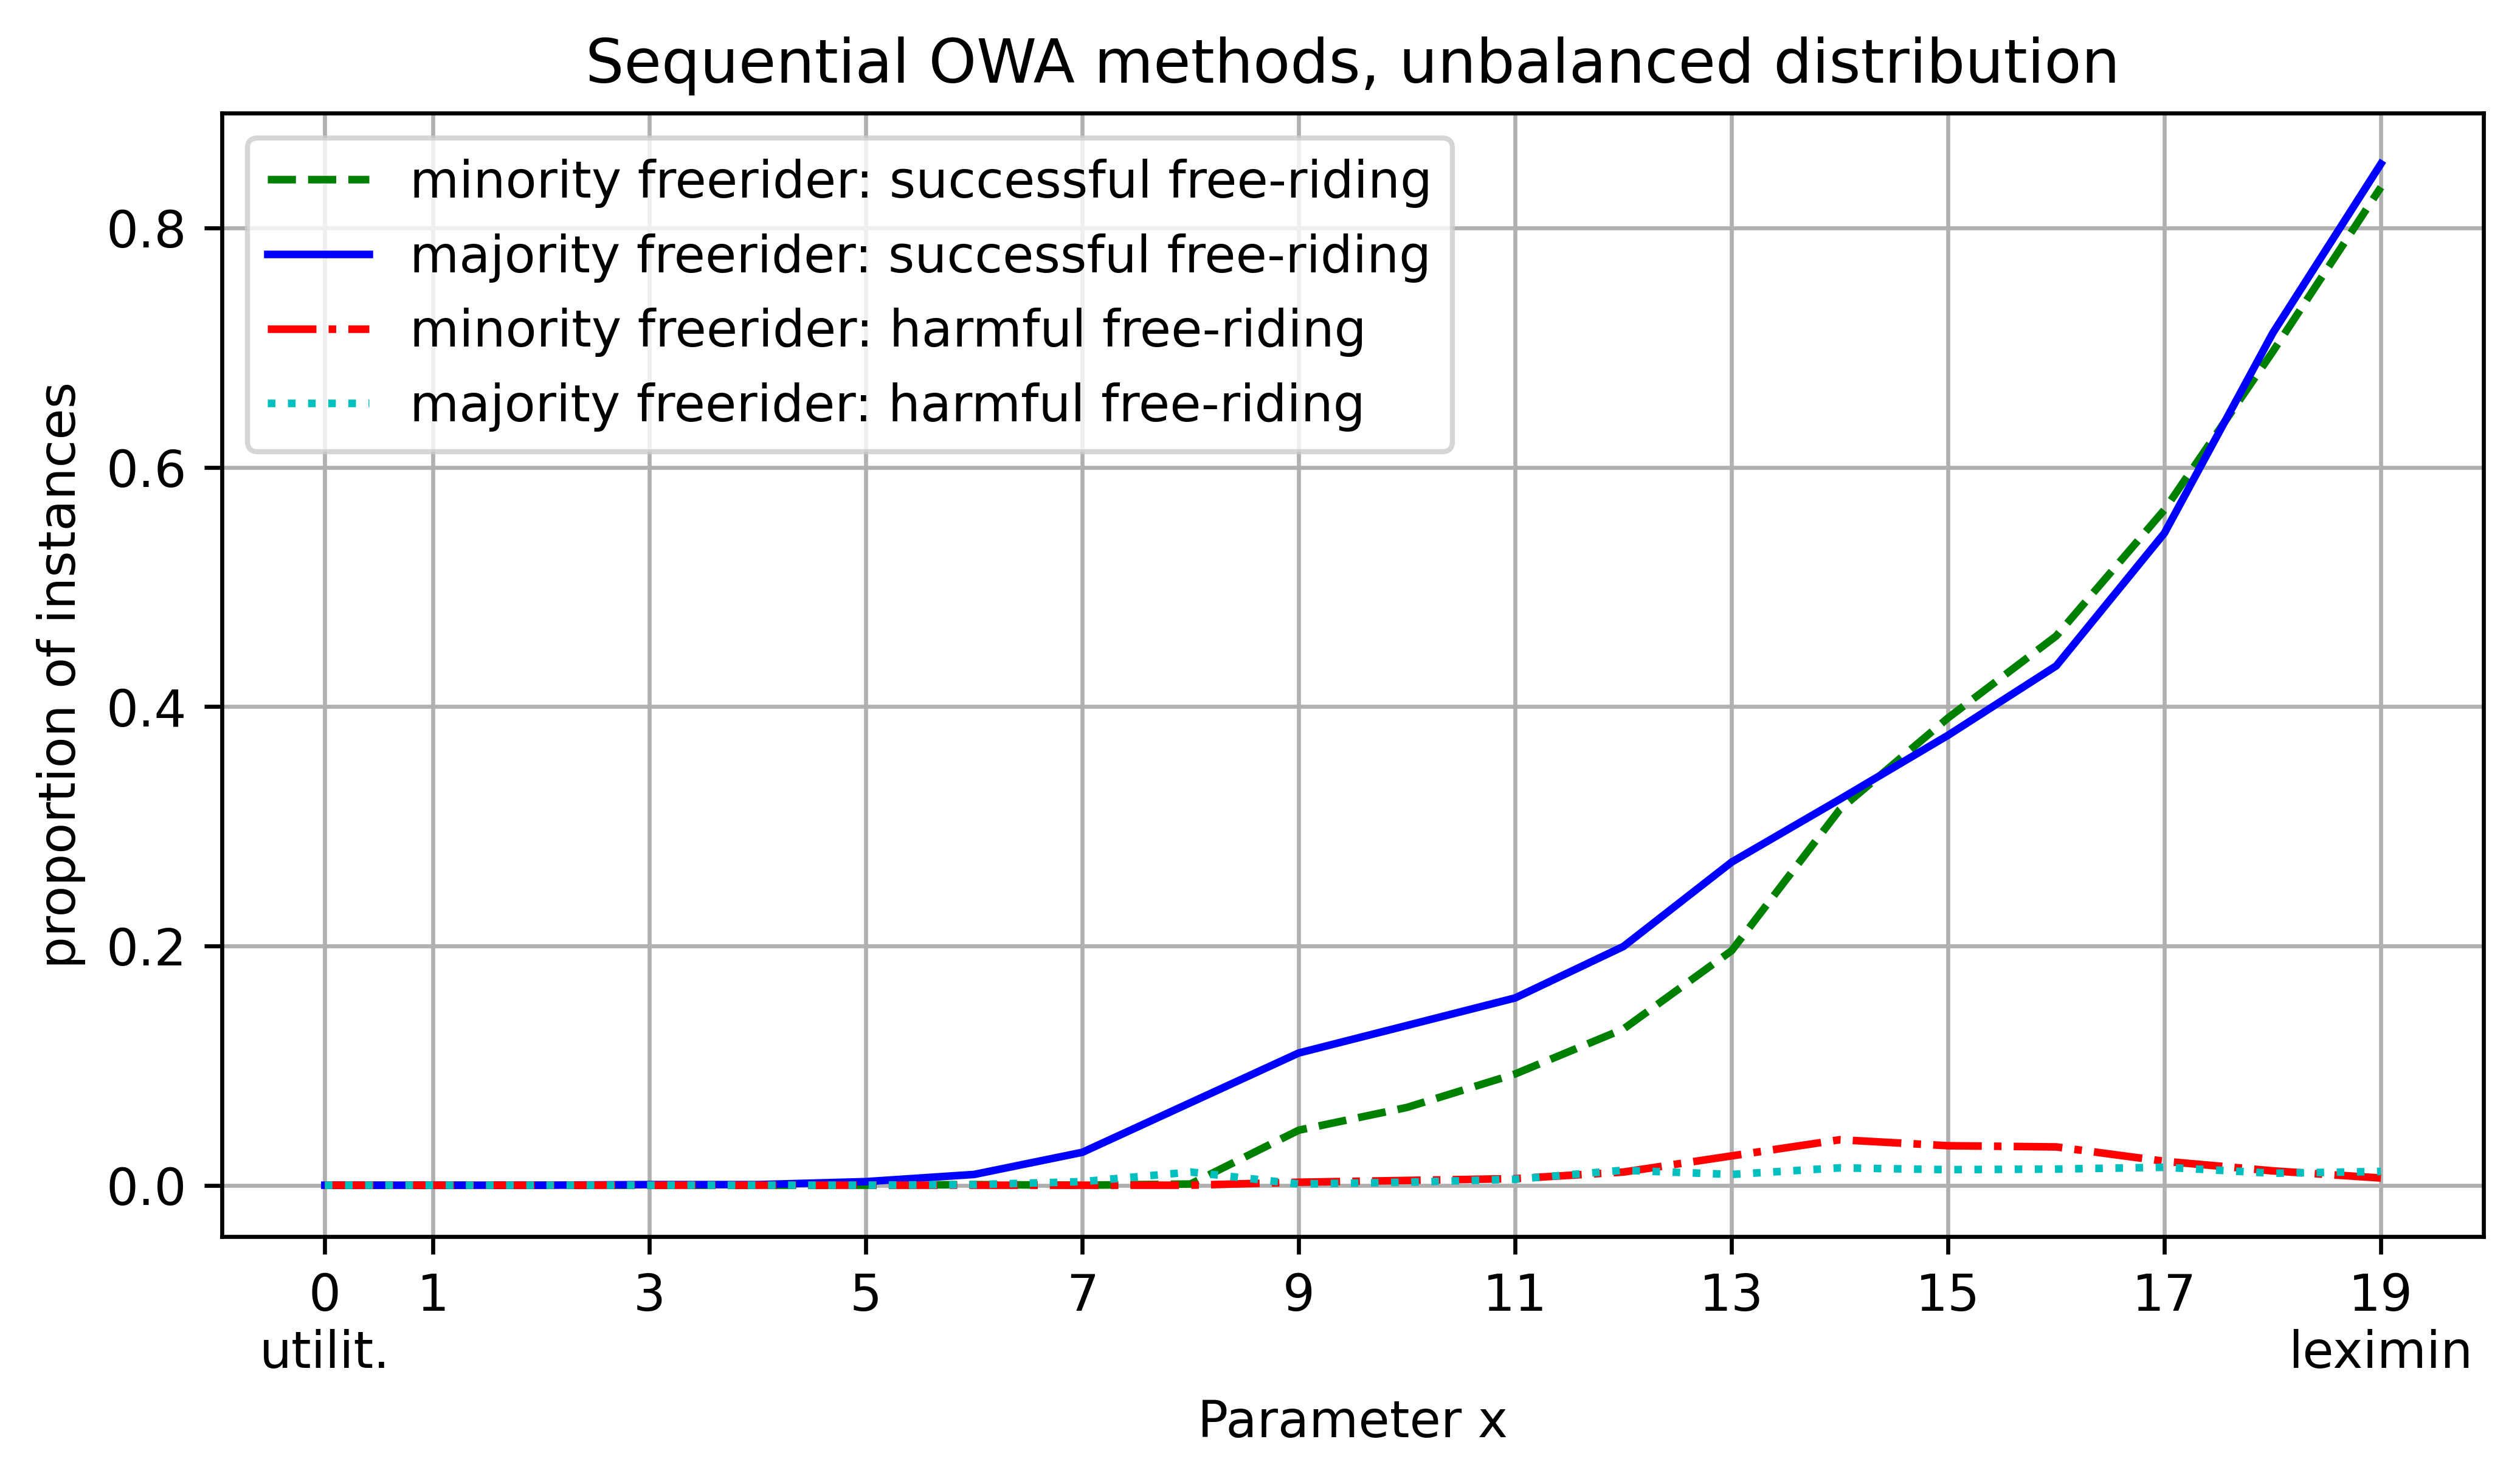 Sequential OWA methods, unbalanced distribution
minority freerider: successful free-riding
majority freerider: successful free-riding
minority freerider: harmful free-riding
majority freerider: harmful free-riding
proportion of instances
0.8
0.6
0.4
0.2
0.0
0 1 3 5 7 9 11 13 15 17 19
utilit. leximin
Parameter x